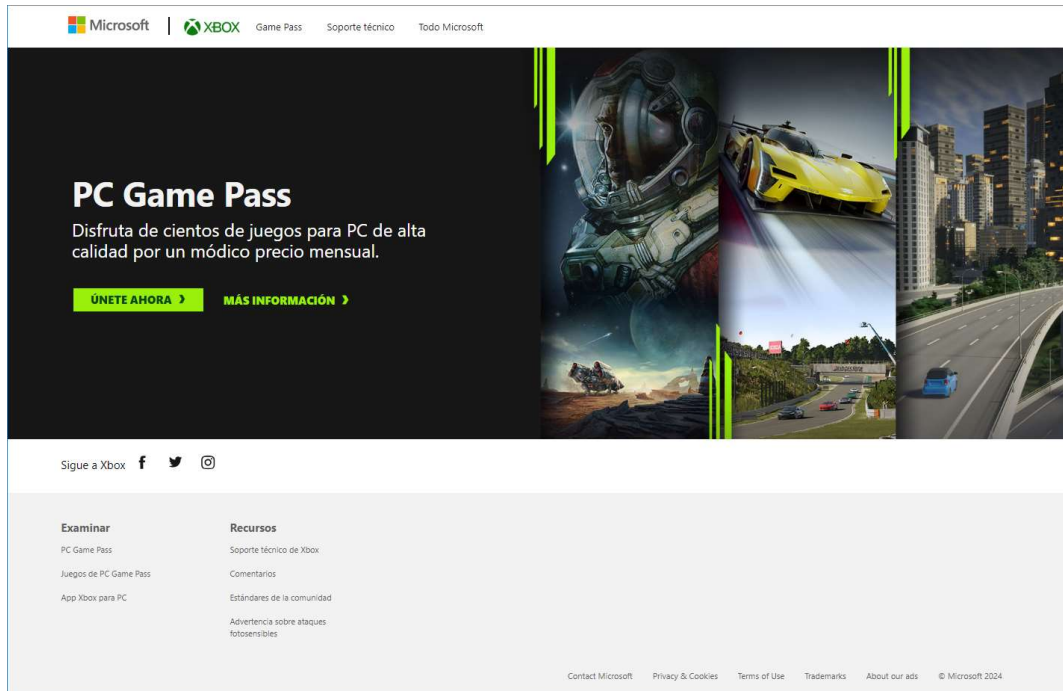 Microsoft
XBOX
Game Pass
Soporte técnico
Todo Microsoft
PC Game Pass
Disfruta de cientos de juegos para PC de alta
calidad por un módico precio mensual.
ÚNETE AHORA
MÁS INFORMACIÓN
Sigue a Xbox
Examinar
PC Game Pass
Juegos de PC Game Pass
App Xbox para PC
Recursos
Soporte técnico de Xbox
Comentarios
Estándares de la comunidad
Advertencia sobre ataques
fotosensibles
Contact Microsoft
Privacy & Cookies
Terms of Use
Trademarks
About our ads
© Microsoft 2024